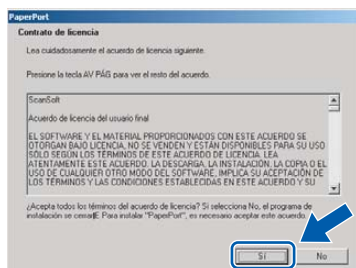 PaperPort
Contrato de licencia
Lea cuidadosamente el acuerdo de licencia siguiente.
Presione la tecla AV PÁG para ver el resto del acuerdo.
ScanSoft
Acuerdo de licencia del usuario final
EL SOFTWARE Y EL MATERIAL PROPORCIONADOS CON ESTE ACUERDO SE
OTORGAN BAJO LICENCIA, NO SE VENDEN Y ESTÁN DISPONIBLES PARA SU USO
SÓLO SEGÚN LOS TÉRMINOS DE ESTE ACUERDO DE LICENCIA. LEA
ATENTAMENTE ESTE ACUERDO. LA DESCARGA, LA INSTALACIÓN, LA COPIA O EL
USO DE CUALQUIER OTRO MODO DEL SOFTWARE, IMPLICA SU ACEPTACIÓN DE
LOS TÉRMINOS Y LAS CONDICIONES ESTABLECIDAS EN ESTE ACUERDO Y SU
¿Acepta todos los términos del acuerdo de licencia? Si selecciona No, el programa de
instalación se Para instalar "PaperPort", es necesario aceptar este acuerdo.
Sí
No